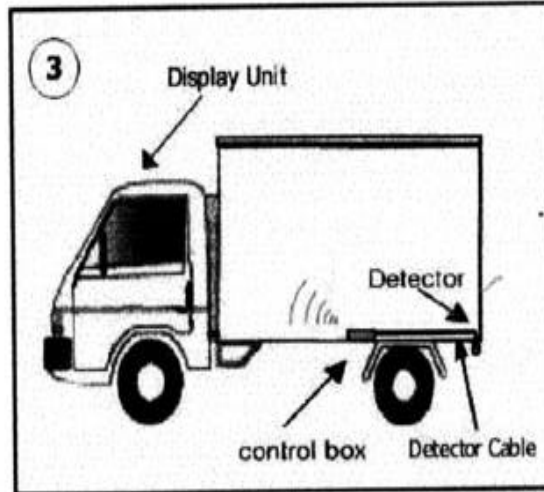 3
Display Unit
Detector
control box
Detector Cable